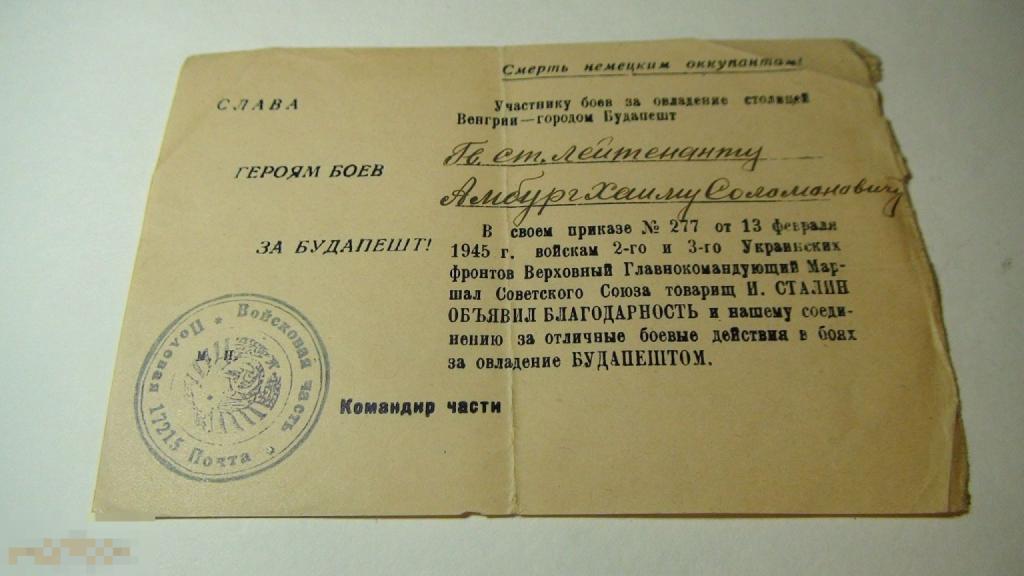 СЛАВА
ГЕРОЯМ БОЕВ
ЗА БУДАПЕШТ!
Смерть немецким оккупантам!
Участнику боев за овладение столицей
Венгрии—городом Будапешт
Гв. ст. лейтенанту
Амбург Хаиму Соломановичу
В своем приказе № 277 от 13 февраля
1945 г. войскам 2-го и 3-го Украинских
фронтов Верховный Главнокомандующий Мар-
шал Советского Союза товарищ И. СТАЛИН
ОБЪЯВИЛ БЛАГОДАРНОСТЬ и нашему соеди-
нению за отличные боевые действия в боях
за овладение БУДАПЕШТОМ.
Командир части
М. П.
Войсковая часть
Полевая
17215 Почта